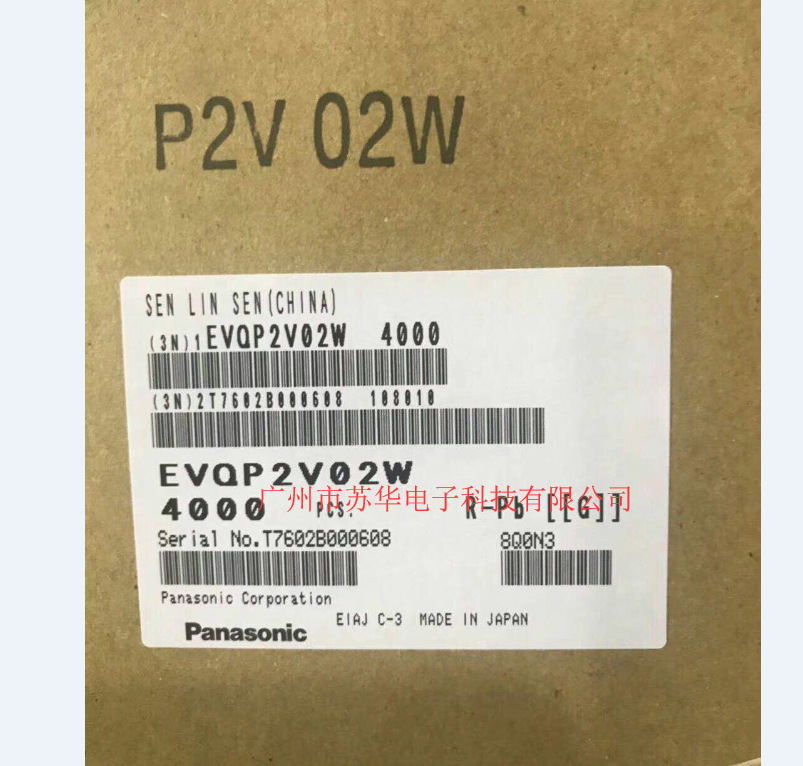 P2V 02W
SEN LIN SEN(CHINA)
(3N)1EVQP2V02W 4000
(3N)2T7602B000608 108010
EVQP2V02W
4000 PCS. R-Pb [[G]]
广州市苏华电子科技有限公司
Serial No.T7602B000608 8Q0N3
Panasonic Corporation
EIAJ C-3 MADE IN JAPAN
Panasonic